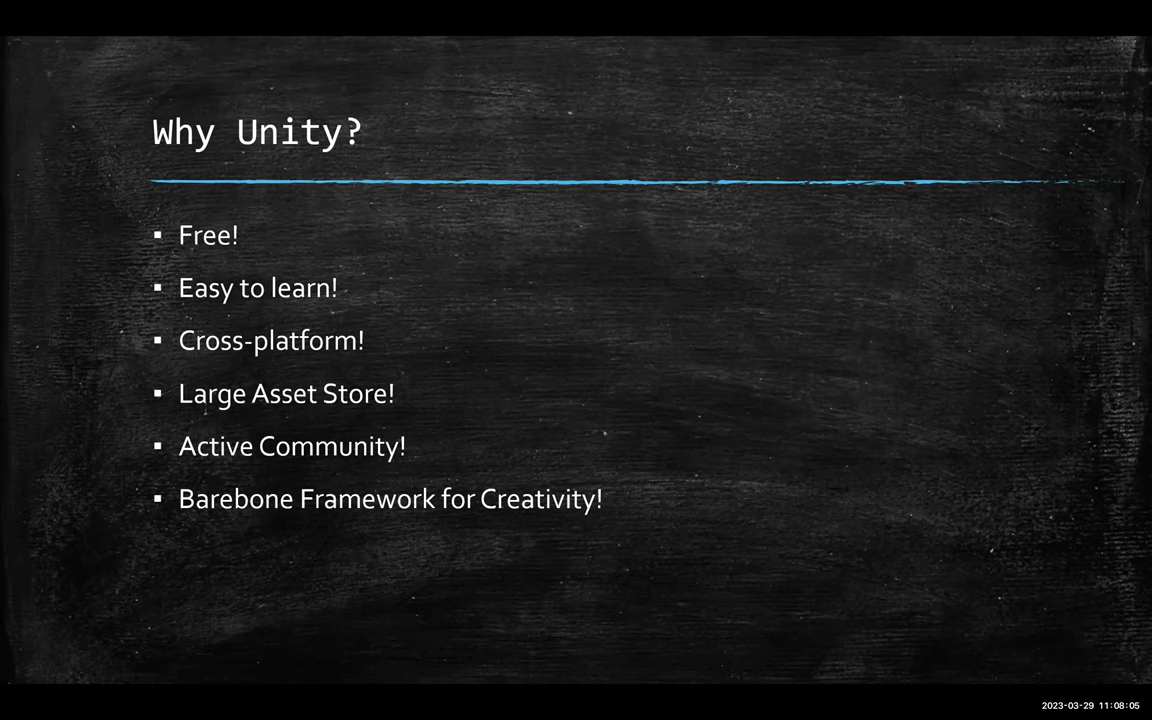 Why Unity?
▪ Free!
▪ Easy to learn!
▪ Cross-platform!
▪ Large Asset Store!
▪ Active Community!
▪ Barebone Framework for Creativity!
2023-03-29 11:08:05